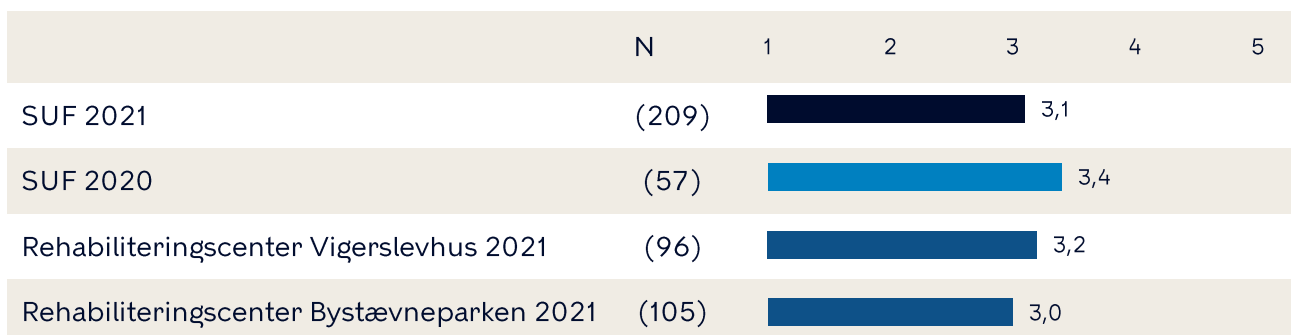 N 1 2 3 4 5
SUF 2021 (209) 3,1
SUF 2020 (57) 3,4
Rehabiliteringscenter Vigerslevhus 2021 (96) 3,2
Rehabiliteringscenter Bystævneparken 2021 (105) 3,0